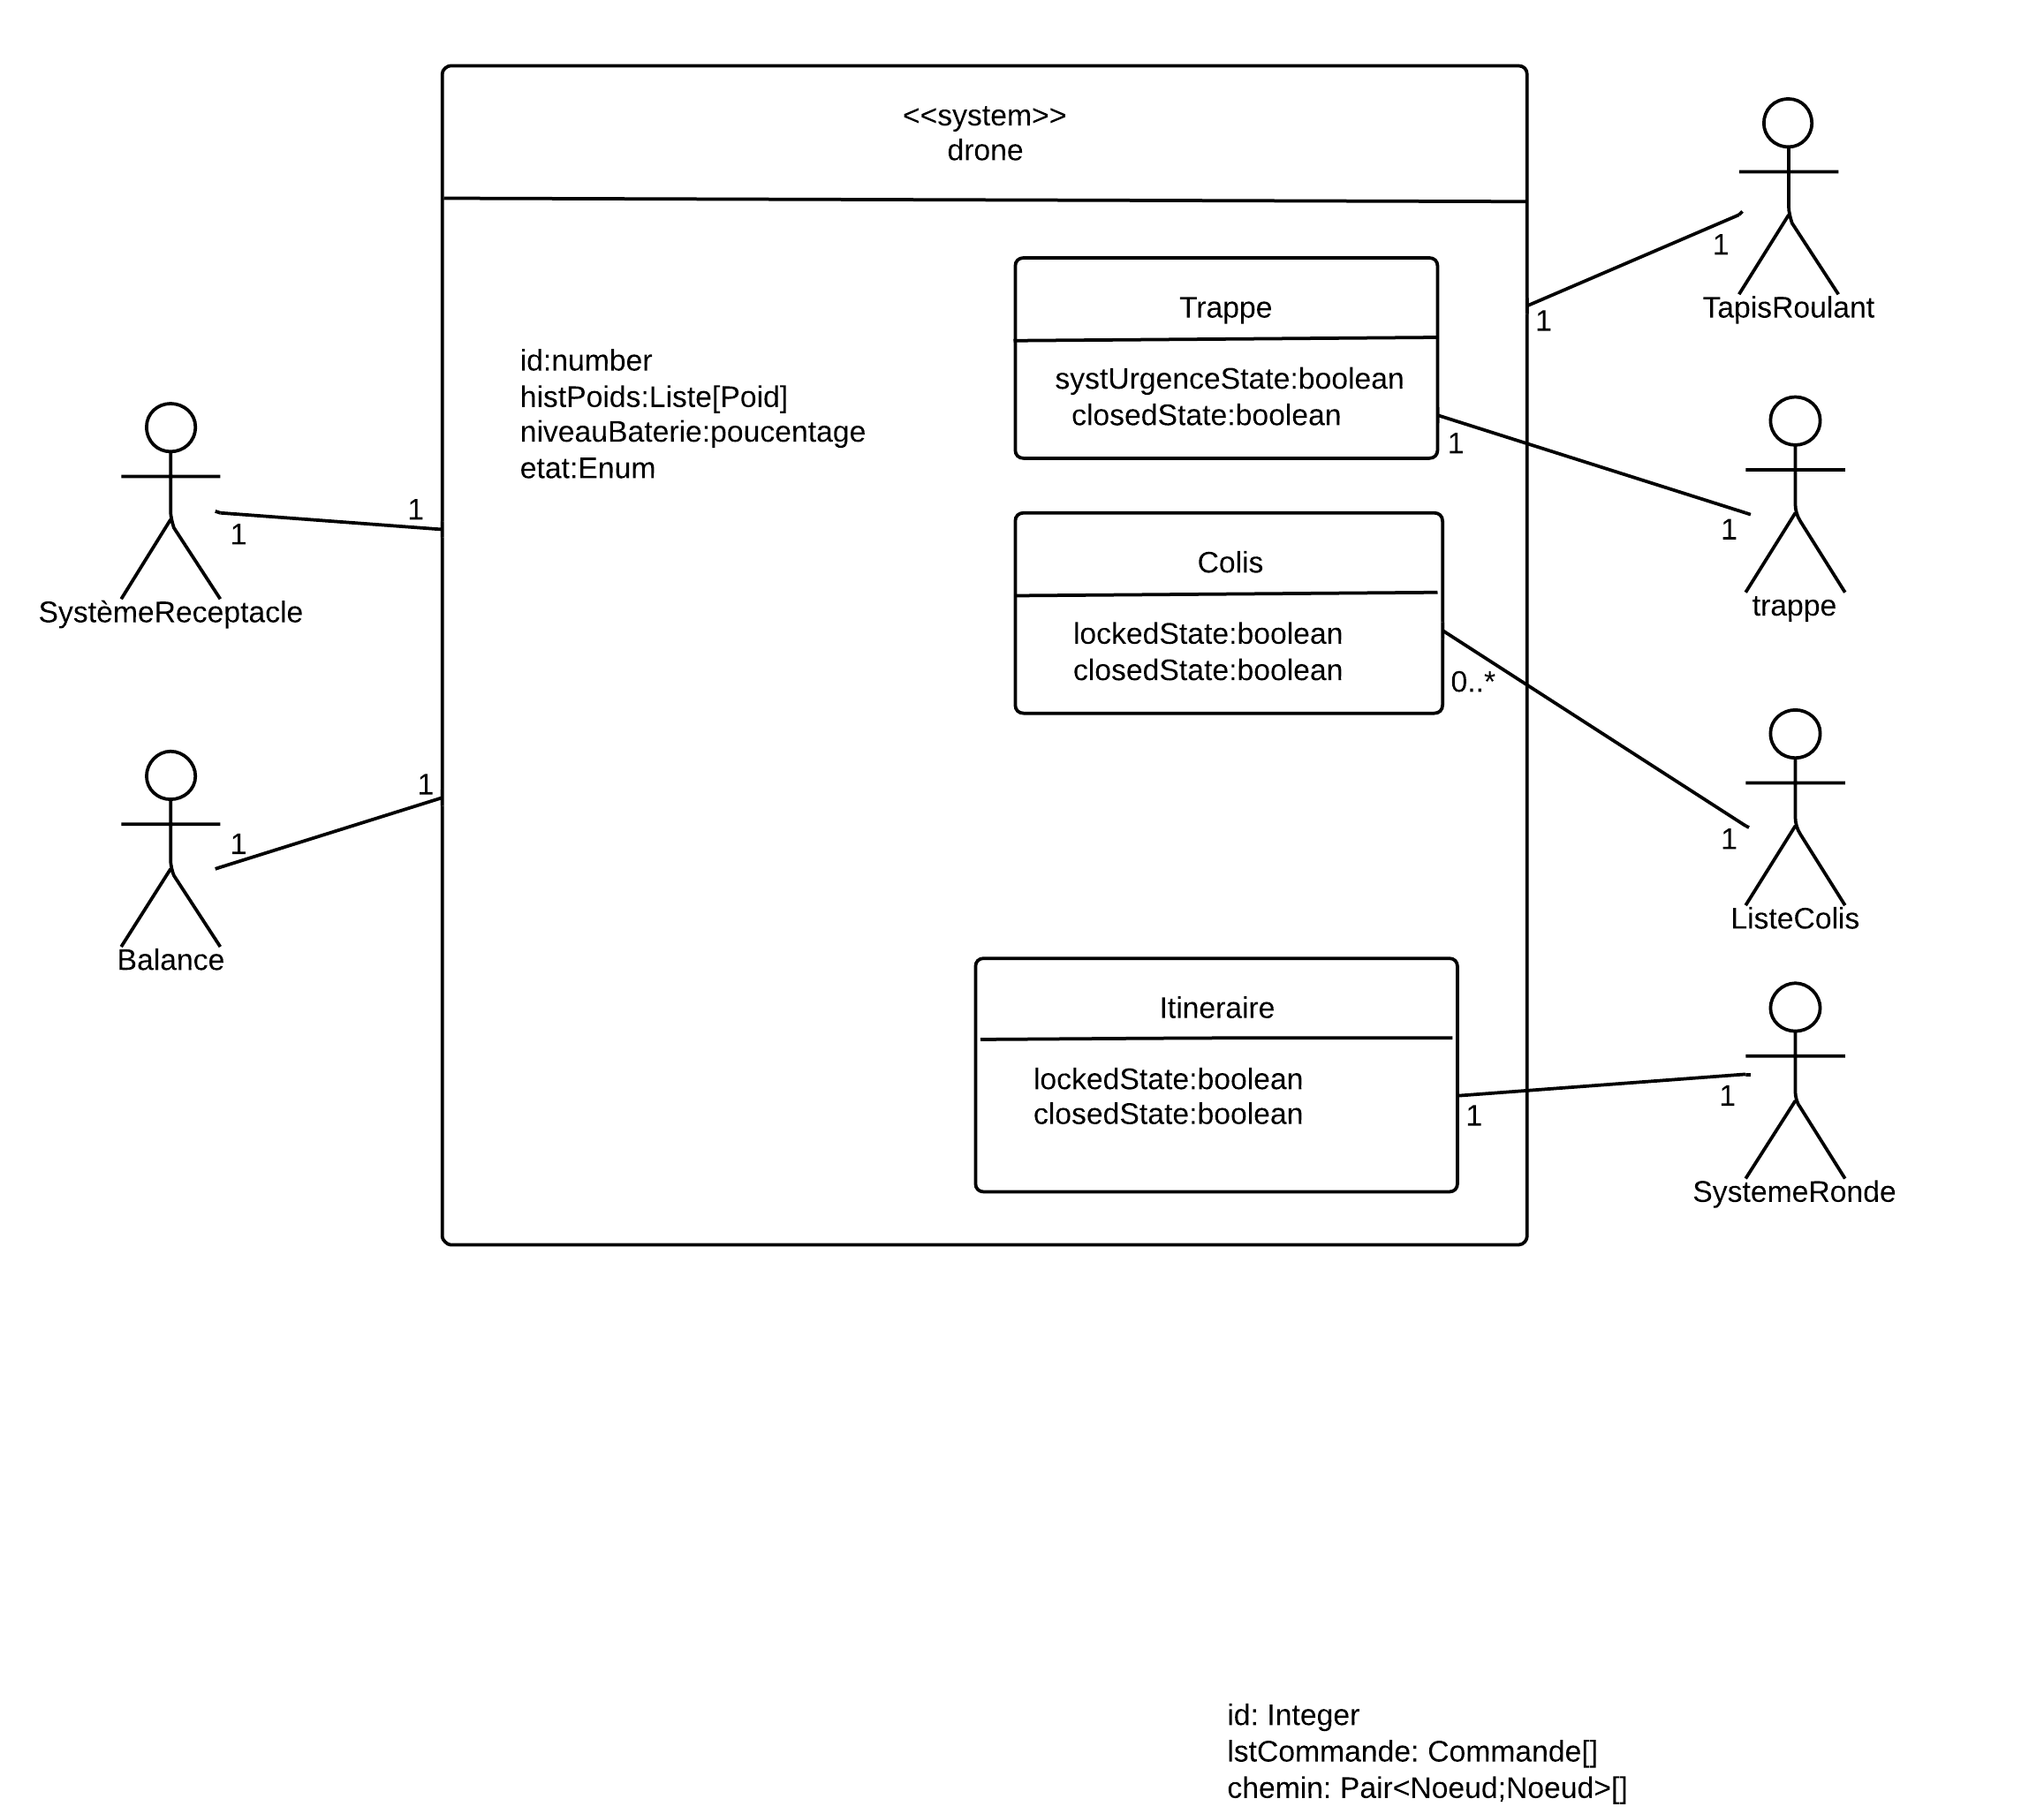 <<system>>
drone
1
TapisRoulant
1
Trappe
systUrgenceState:boolean
closedState:boolean
1
1
trappe
id:number
histPoids:Liste[Poid]
niveauBaterie:poucentage
etat:Enum
1
1
SystèmeReceptacle
Colis
lockedState:boolean
closedState:boolean
0..*
1
ListeColis
1
1
Balance
Itineraire
lockedState:boolean
closedState:boolean
1
1
SystemeRonde
id: Integer
lstCommande: Commande[]
chemin: Pair<Noeud;Noeud>[]